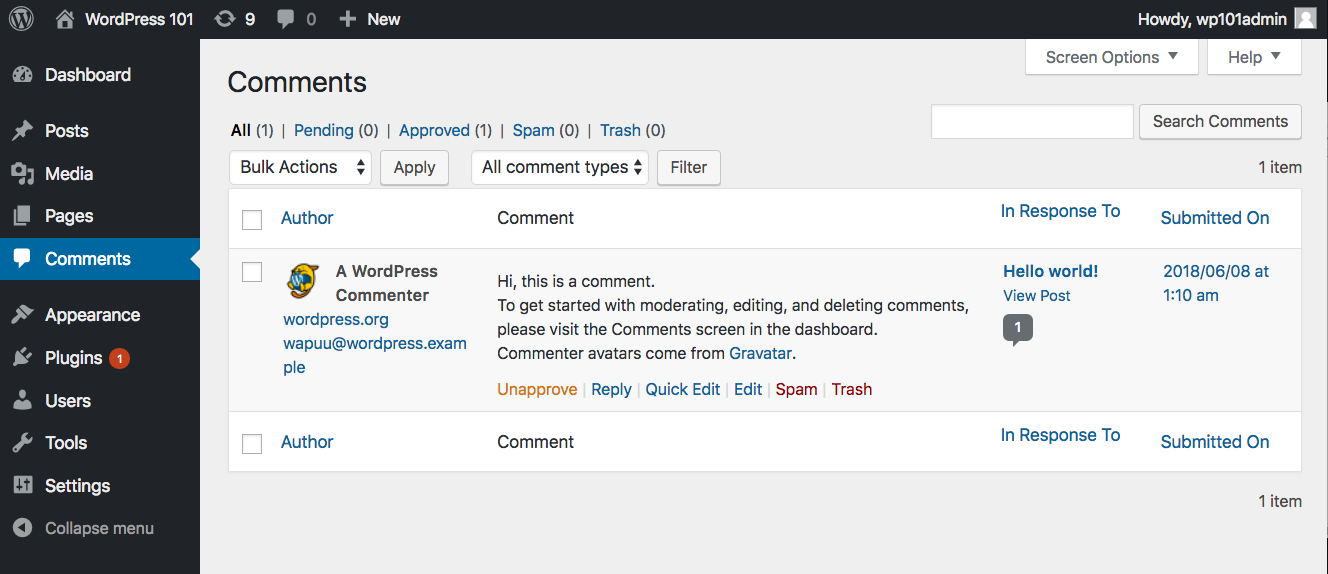 WordPress 101 9 0 New Howdy, wp101admin
Dashboard
Posts
Media
Pages
Comments
Appearance
Plugins 1
Users
Tools
Settings
Collapse menu
Screen Options ▼ Help ▼
Comments
All (1) | Pending (0) | Approved (1) | Spam (0) | Trash (0)
Search Comments
Bulk Actions Apply All comment types Filter 1 item
Author Comment In Response To Submitted On
A WordPress
Commenter
wordpress.org
wapuu@wordpress.exam
ple
Hi, this is a comment.
To get started with moderating, editing, and deleting comments,
please visit the Comments screen in the dashboard.
Commenter avatars come from Gravatar.
Unapprove | Reply | Quick Edit | Edit | Spam | Trash
Hello world!
View Post
1
2018/06/08 at
1:10 am
Author Comment In Response To Submitted On
1 item